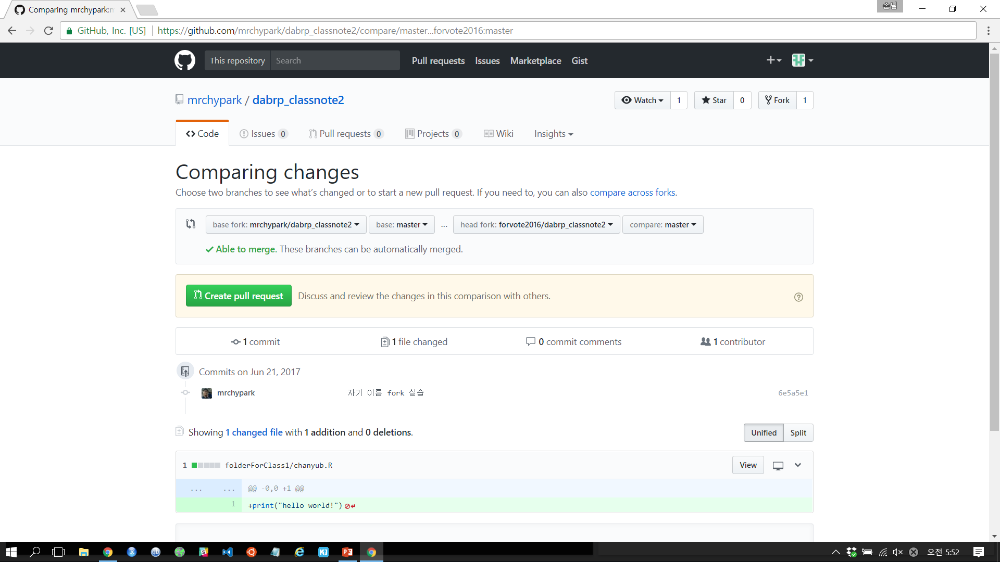 Comparing mrchypark:m
손님
GitHub, Inc. [US] https://github.com/mrchypark/dabrp_classnote2/compare/master...forvote2016:master
This repository Search Pull requests Issues Marketplace Gist
mrchypark / dabrp_classnote2 Watch 1 Star 0 Fork 1
Code Issues 0 Pull requests 0 Projects 0 Wiki Insights
Comparing changes
Choose two branches to see what's changed or to start a new pull request. If you need to, you can also compare across forks.
base fork: mrchypark/dabrp_classnote2 base: master ... head fork: forvote2016/dabrp_classnote2 compare: master
Able to merge. These branches can be automatically merged.
Create pull request Discuss and review the changes in this comparison with others.
1 commit 1 file changed 0 commit comments 1 contributor
Commits on Jun 21, 2017
mrchypark 자기 이름 fork 실습 6e5a5e1
Showing 1 changed file with 1 addition and 0 deletions. Unified Split
1 folderForClass1/chanyub.R View
... ... @@ -0,0 +1 @@
1 +print("hello world!")
오전 5:52